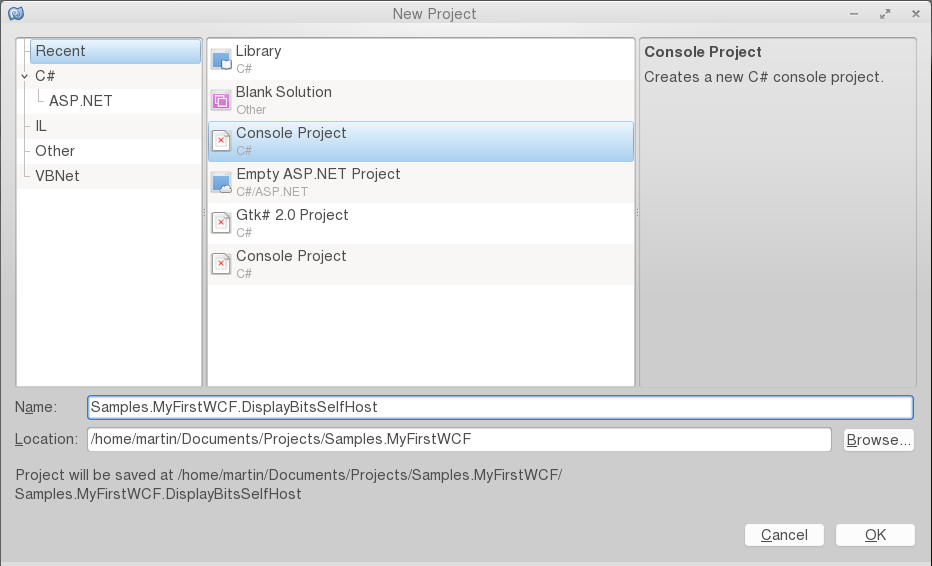 New Project
Recent
C#
ASP.NET
IL
Other
VBNet
Library
C#
Blank Solution
Other
Console Project
C#
Empty ASP.NET Project
C#/ASP.NET
Gtk# 2.0 Project
C#
Console Project
C#
Console Project
Creates a new C# console project.
Name: Samples.MyFirstWCF.DisplayBitsSelfHost
Location: /home/martin/Documents/Projects/Samples.MyFirstWCF Browse...
Project will be saved at /home/martin/Documents/Projects/Samples.MyFirstWCF/
Samples.MyFirstWCF.DisplayBitsSelfHost
Cancel OK